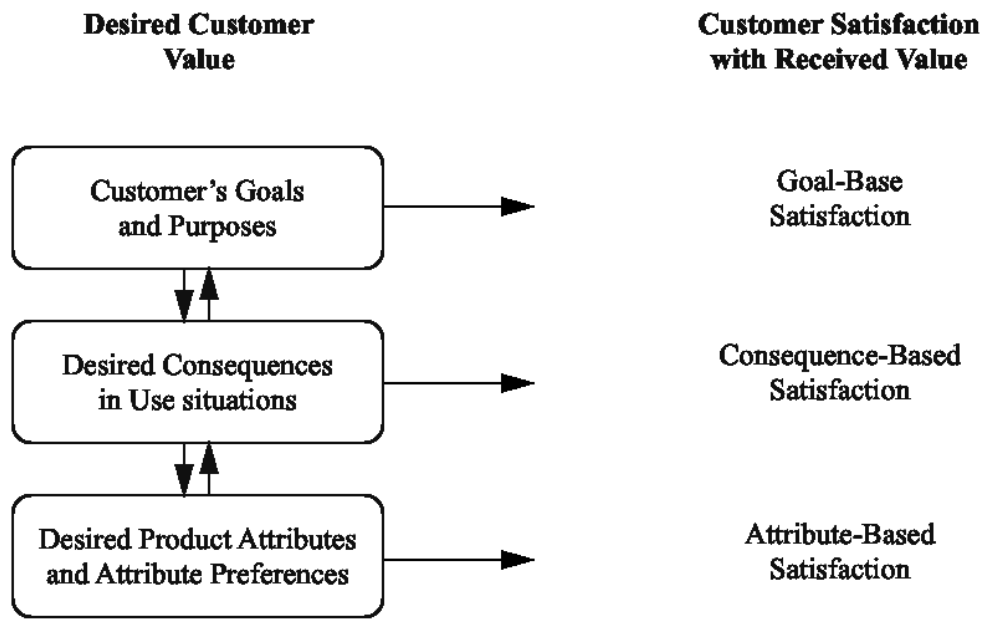 Desired Customer
Value
Customer Satisfaction
with Received Value
Customer's Goals
and Purposes
Goal-Base
Satisfaction
Desired Consequences
in Use situations
Consequence-Based
Satisfaction
Desired Product Attributes
and Attribute Preferences
Attribute-Based
Satisfaction